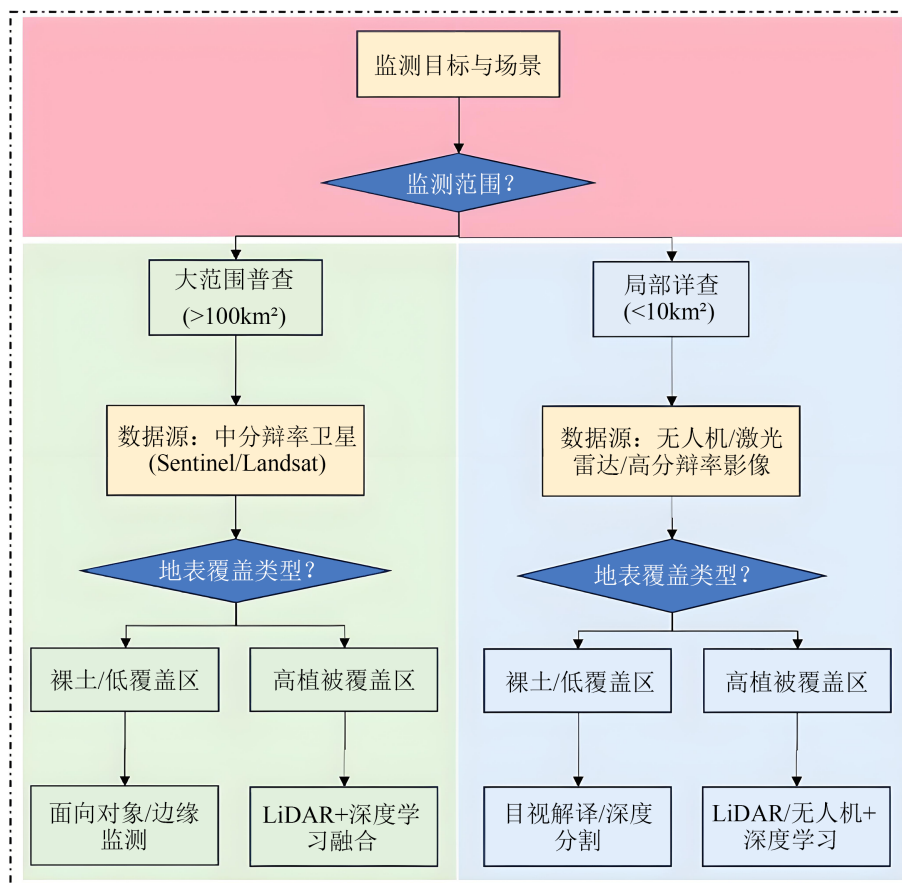 监测目标与场景
监测范围？
大范围普查
(>100km²)
局部详查
(<10km²)
数据源：中分辩率卫星
(Sentinel/Landsat)
数据源：无人机/激光
雷达/高分辩率影像
地表覆盖类型？
地表覆盖类型？
裸土/低覆盖区
高植被覆盖区
裸土/低覆盖区
高植被覆盖区
面向对象/边缘
监测
LiDAR+深度学
习融合
目视解译/深度
分割
LiDAR/无人机+
深度学习